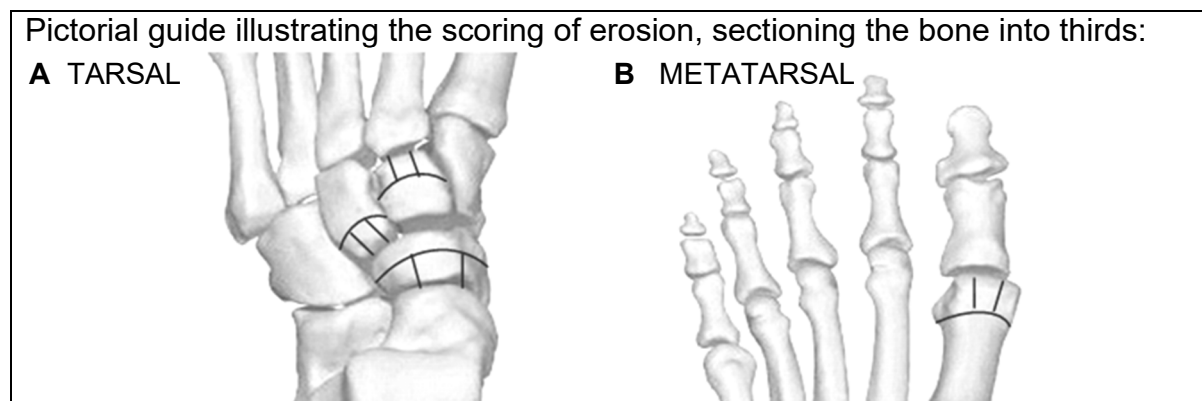 Pictorial guide illustrating the scoring of erosion, sectioning the bone into thirds:
A TARSAL
B METATARSAL